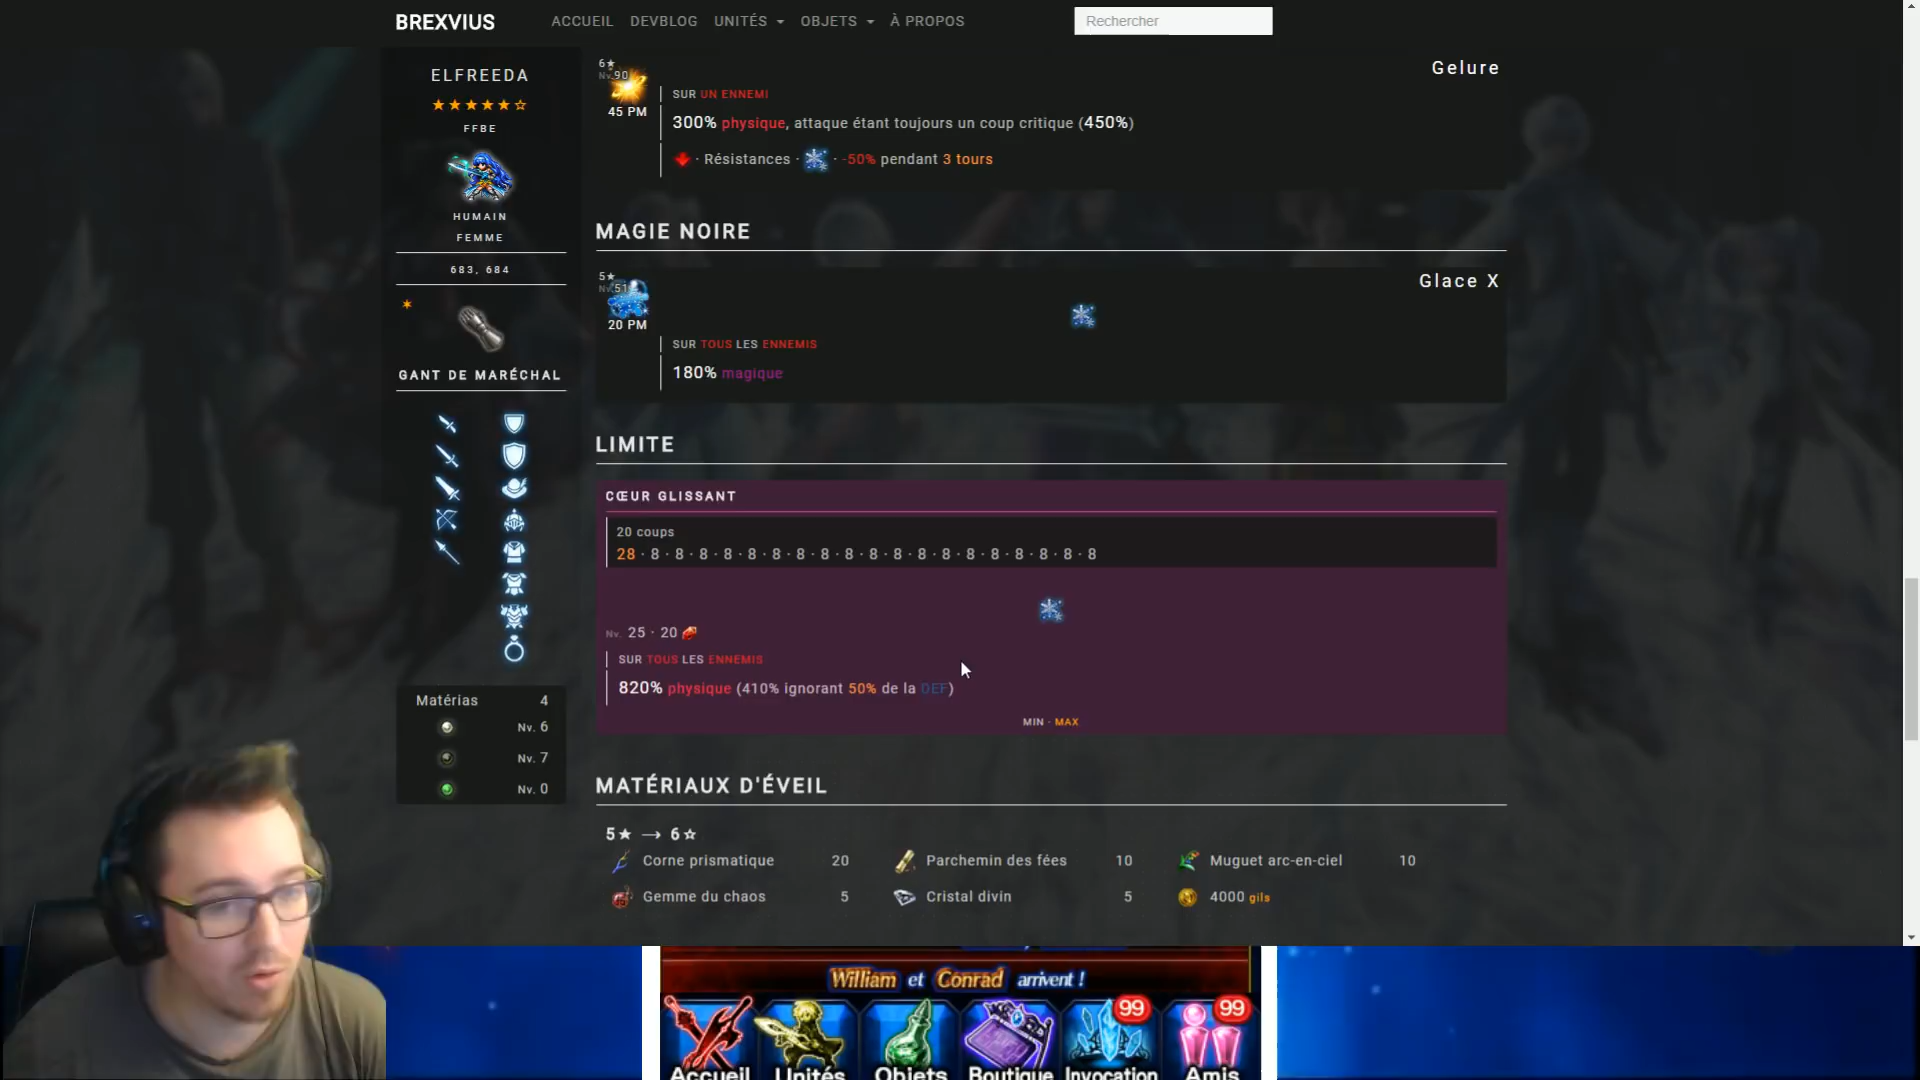 BREXVIUS
ACCUEIL DEVBLOG UNITÉS OBJETS À PROPOS
Rechercher
ELFREEDA
FFBE
HUMAIN
FEMME
683, 684
GANT DE MARÉCHAL
Matérias 4
Nv. 6
Nv. 7
Nv. 0
6★
Nv. 90
45 PM
Gelure
SUR UN ENNEMI
300% physique, attaque étant toujours un coup critique (450%)
· Résistances · · -50% pendant 3 tours
MAGIE NOIRE
5★
Nv. 51
20 PM
Glace X
SUR TOUS LES ENNEMIS
180% magique
LIMITE
CŒUR GLISSANT
20 coups
28 · 8 · 8 · 8 · 8 · 8 · 8 · 8 · 8 · 8 · 8 · 8 · 8 · 8 · 8 · 8 · 8 · 8 · 8 · 8
Nv. 25 · 20
SUR TOUS LES ENNEMIS
820% physique (410% ignorant 50% de la DEF)
MIN · MAX
MATÉRIAUX D'ÉVEIL
5★ → 6☆
Corne prismatique 20 Parchemin des fées 10 Muguet arc-en-ciel 10
Gemme du chaos 5 Cristal divin 5 4000 gils
William et Conrad arrivent !
99 99
Accueil Unités Objets Boutique Invocation Amis